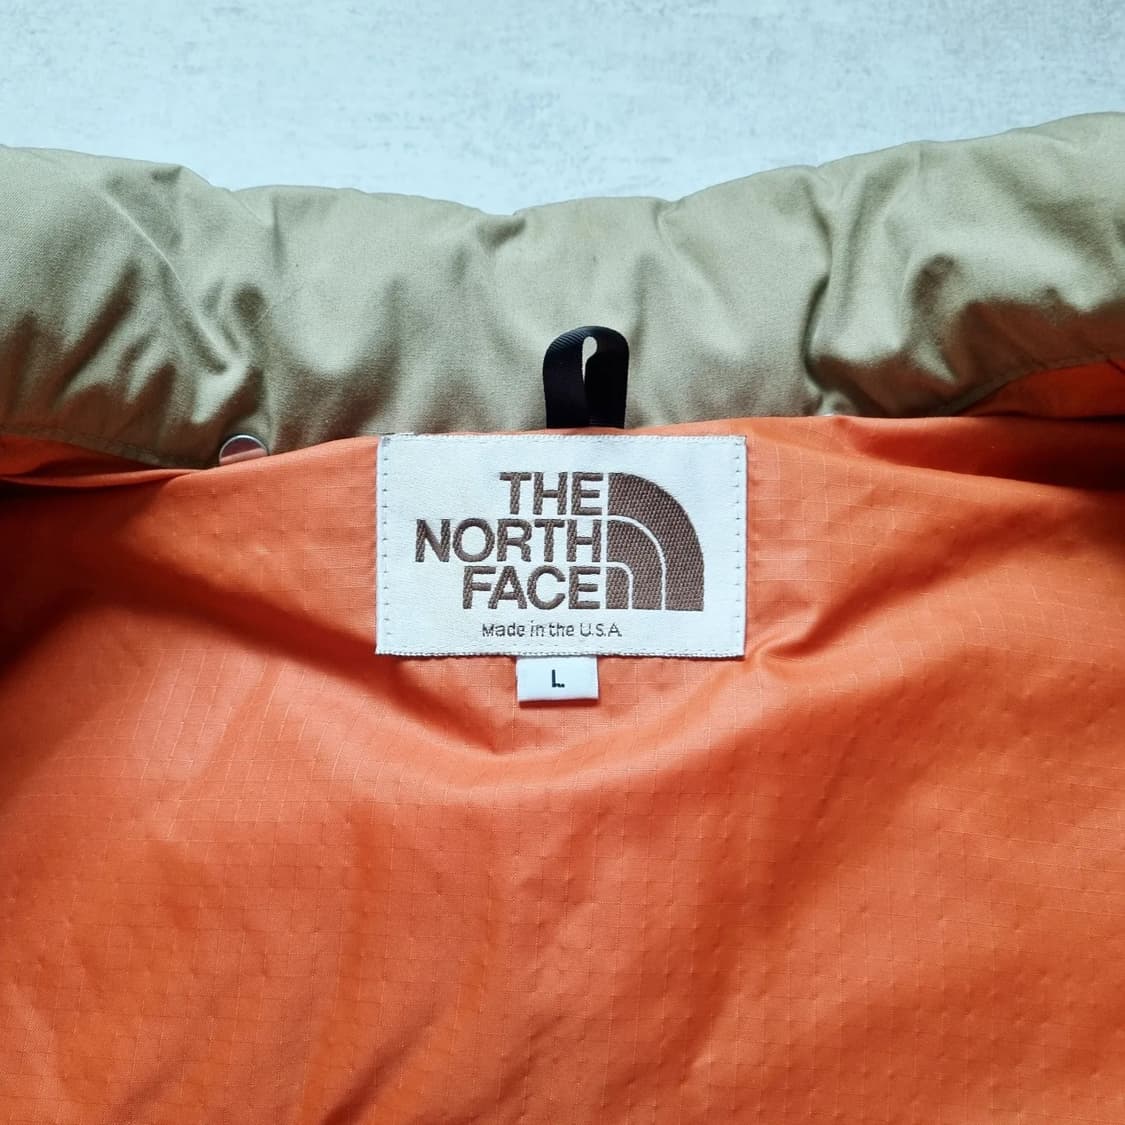 THE
NORTH
FACE
Made in the U.S.A.
L